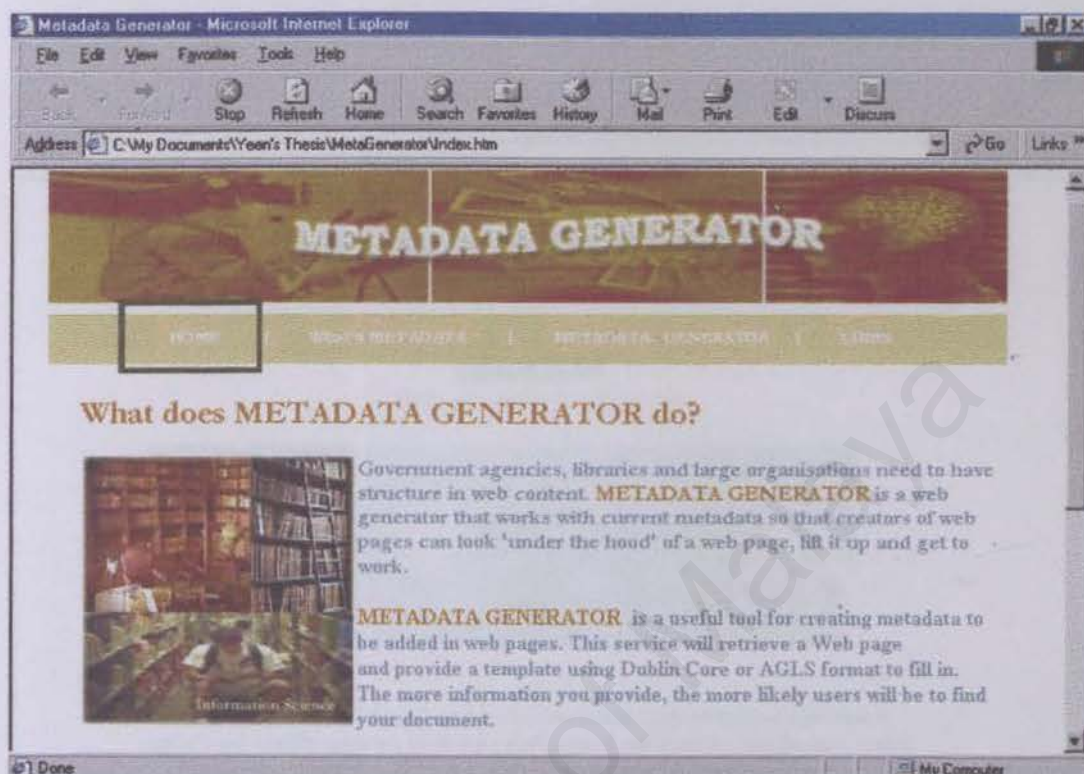 Metadata Generator - Microsoft Internet Explorer
File Edit View Favorites Tools Help
Back Forward Stop Refresh Home Search Favorites History Mail Print Edit Discuss
Address C:\My Documents\Yeen's Thesis\MetaGenerator\Index.htm Go Links »
METADATA GENERATOR
HOME | METADATA | METADATA GENERATOR | LINKS
What does METADATA GENERATOR do?
Government agencies, libraries and large organisations need to have
structure in web content. METADATA GENERATOR is a web
generator that works with current metadata so that creators of web
pages can look 'under the hood' of a web page, lift it up and get to
work.
METADATA GENERATOR is a useful tool for creating metadata to
be added in web pages. This service will retrieve a Web page
and provide a template using Dublin Core or AGLS format to fill in.
The more information you provide, the more likely users will be to find
your document.
Information Science
Done My Computer